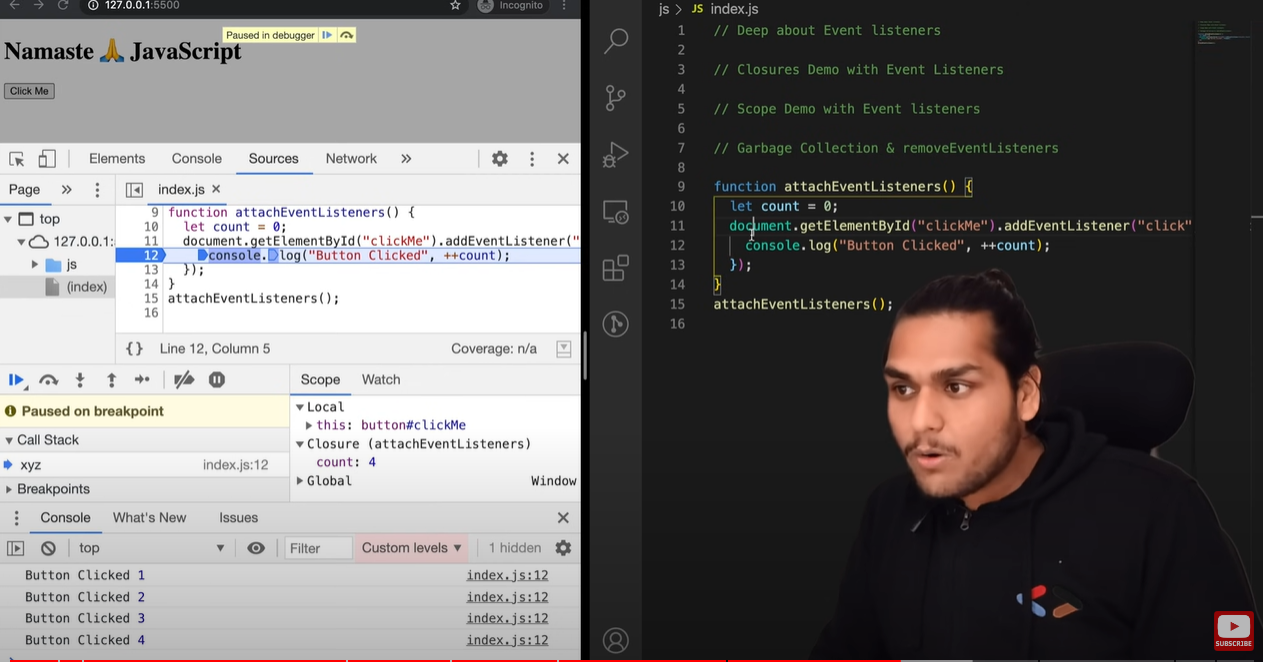 127.0.0.1:5500
Incognito
Paused in debugger
Namaste 🙏 JavaScript
Click Me
Elements
Console
Sources
Network
»
Page
»
index.js ×
top
127.0.0.1:
js
(index)
9 function attachEventListeners() {
10 let count = 0;
11 document.getElementById("clickMe").addEventListener("
12 console.log("Button Clicked", ++count);
13 });
14 }
15 attachEventListeners();
16
{} Line 12, Column 5
Coverage: n/a
Paused on breakpoint
Call Stack
xyz
index.js:12
Breakpoints
Scope
Watch
Local
this: button#clickMe
Closure (attachEventListeners)
count: 4
Global
Window
Console
What's New
Issues
top
Filter
Custom levels
1 hidden
Button Clicked 1
index.js:12
Button Clicked 2
index.js:12
Button Clicked 3
index.js:12
Button Clicked 4
index.js:12
js > JS index.js
1 // Deep about Event listeners
2
3 // Closures Demo with Event Listeners
4
5 // Scope Demo with Event listeners
6
7 // Garbage Collection & removeEventListeners
8
9 function attachEventListeners() {
10 let count = 0;
11 document.getElementById("clickMe").addEventListener("click"
12 console.log("Button Clicked", ++count);
13 });
14 }
15 attachEventListeners();
16
SUBSCRIBE